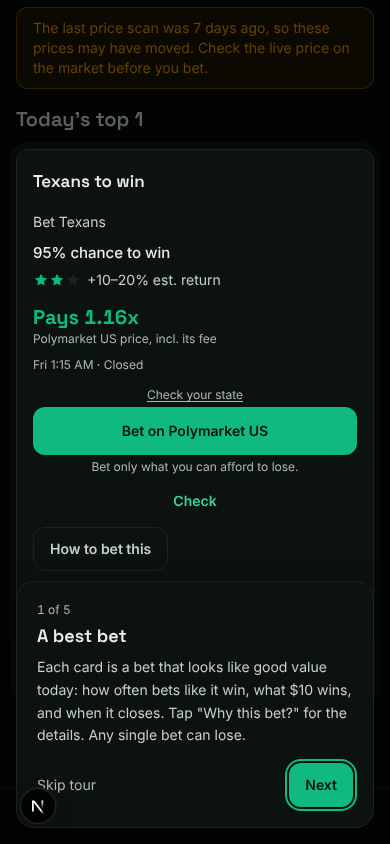 The last price scan was 7 days ago, so these
prices may have moved. Check the live price on
the market before you bet.
Today's top 1
Texans to win
Bet Texans
95% chance to win
+10–20% est. return
Pays 1.16x
Polymarket US price, incl. its fee
Fri 1:15 AM · Closed
Check your state
Bet on Polymarket US
Bet only what you can afford to lose.
Check
How to bet this
1 of 5
A best bet
Each card is a bet that looks like good value
today: how often bets like it win, what $10 wins,
and when it closes. Tap "Why this bet?" for the
details. Any single bet can lose.
Skip tour
Next
N